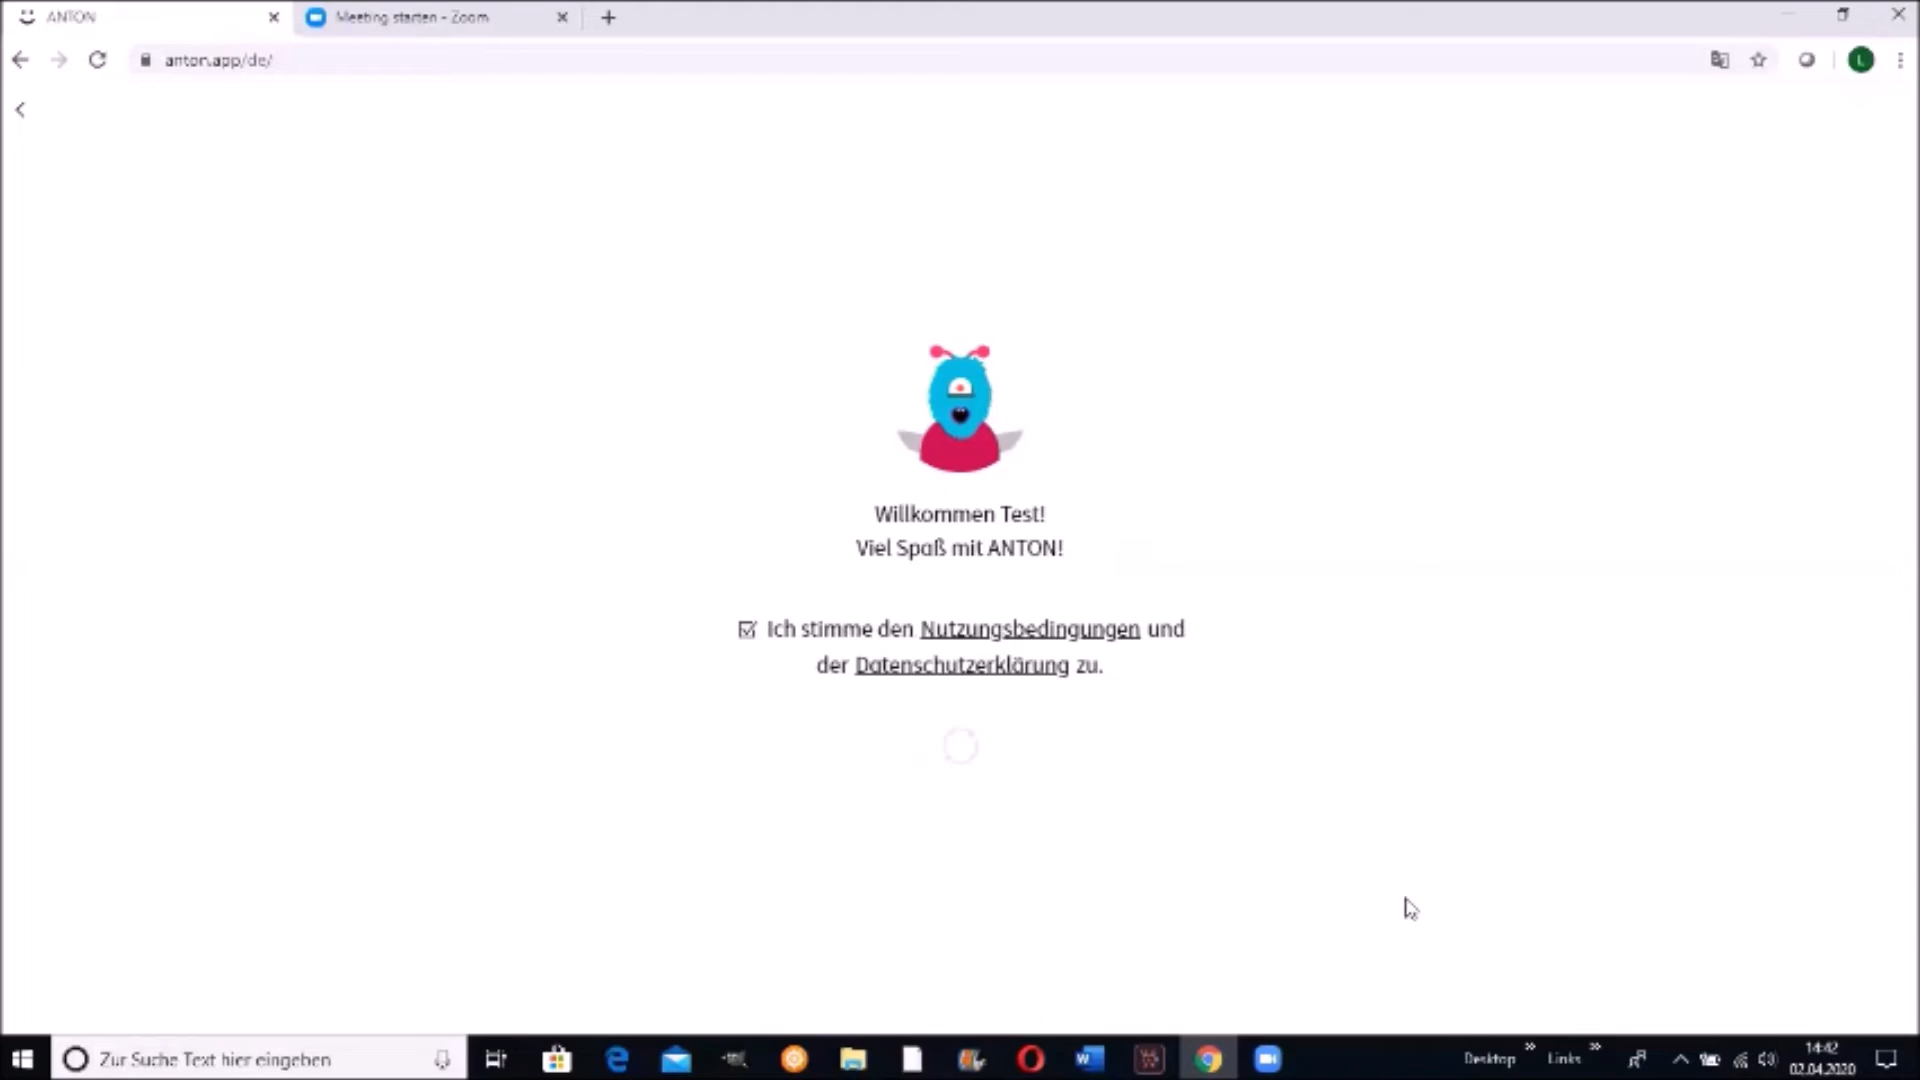 ANTON
Meeting starten - Zoom
anton.app/de/
L
Willkommen Test!
Viel Spaß mit ANTON!
Ich stimme den Nutzungsbedingungen und
der Datenschutzerklärung zu.
Zur Suche Text hier eingeben
Desktop
Links
14:42
02.04.2020